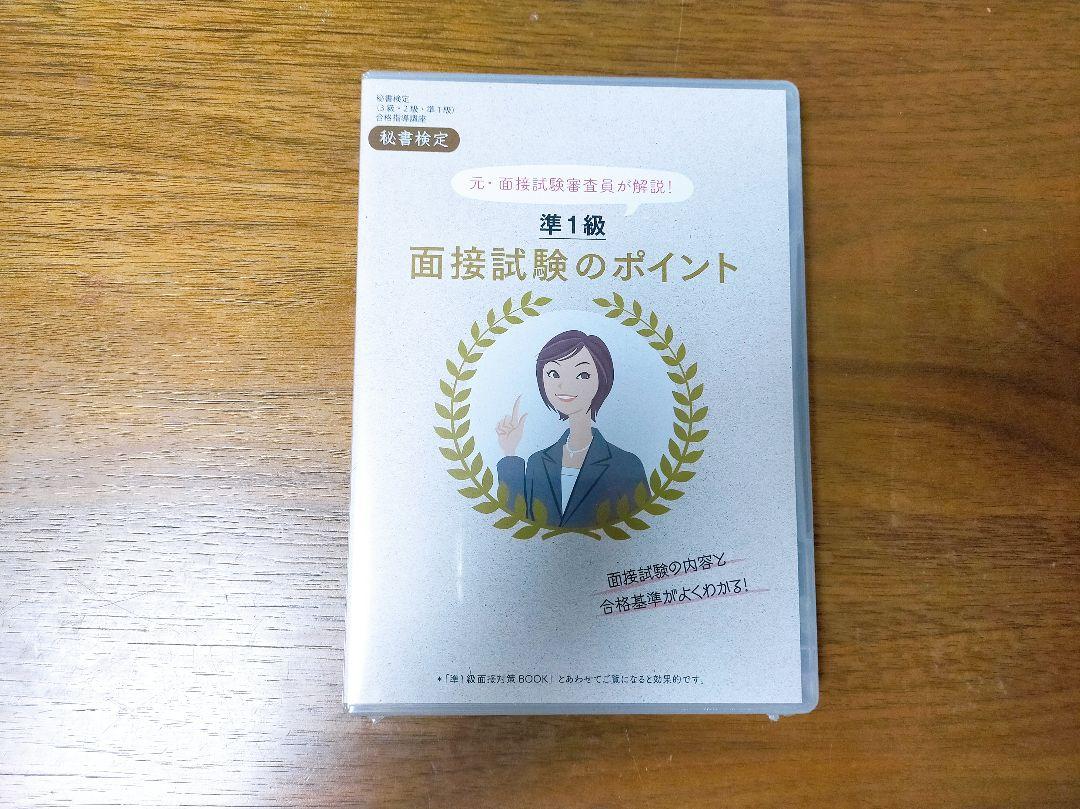 秘書検定
(3級・2級・準1級)
合格指導講座
秘書検定
元・面接試験審査員が解説!
準1級
面接試験のポイント
面接試験の内容と
合格基準がよくわかる!
*「準1級面接対策BOOK」とあわせてご覧になると効果的です。